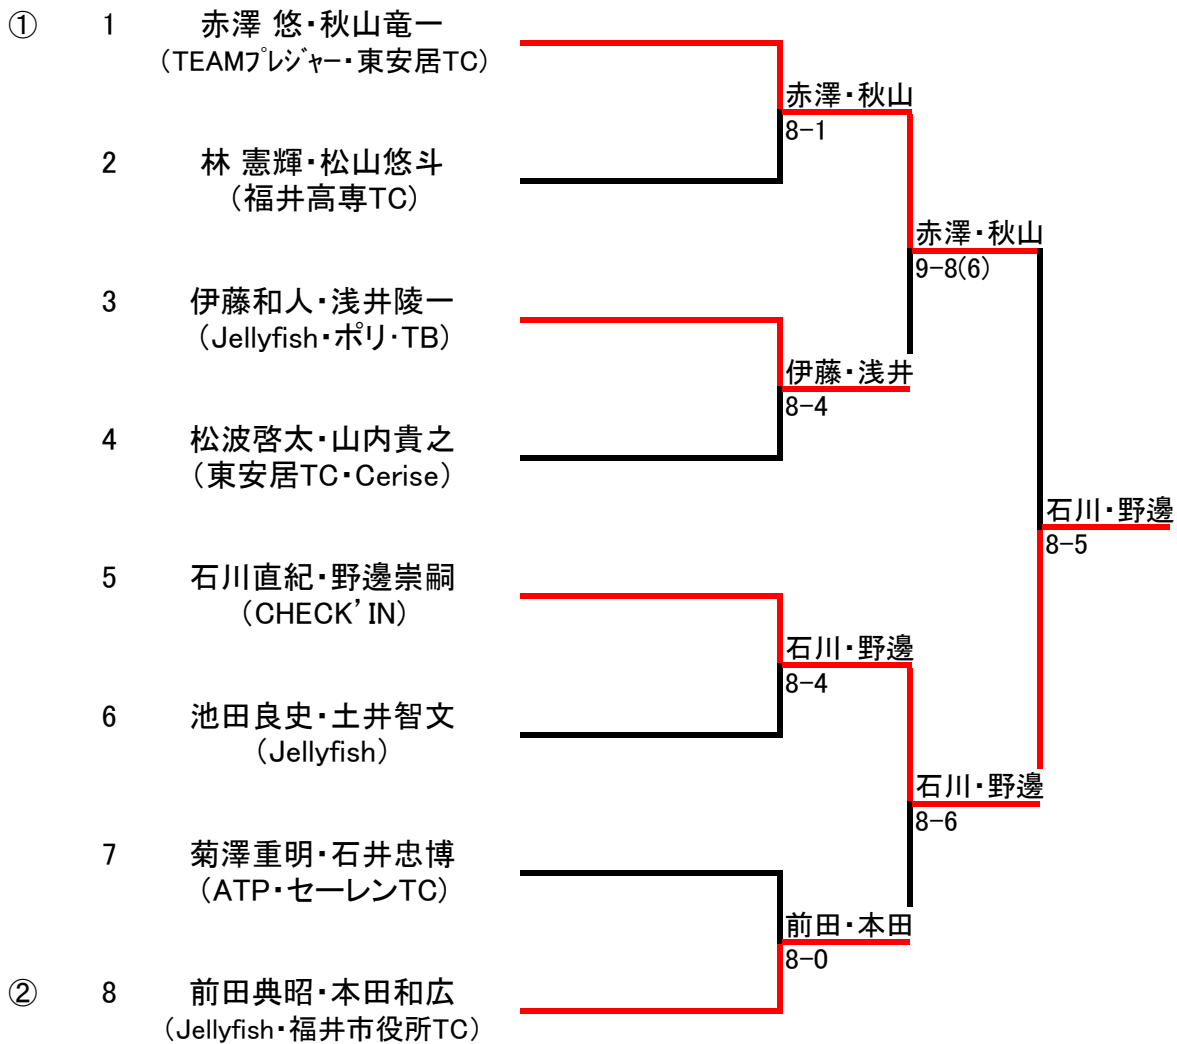 ① 1 赤澤 悠・秋山竜一
(TEAMプレジャー・東安居TC)
赤澤・秋山
8-1
2 林 憲輝・松山悠斗
(福井高専TC)
赤澤・秋山
9-8(6)
3 伊藤和人・浅井陵一
(Jellyfish・ポリ・TB)
伊藤・浅井
8-4
4 松波啓太・山内貴之
(東安居TC・Cerise)
石川・野邊
8-5
5 石川直紀・野邊崇嗣
(CHECK'IN)
石川・野邊
8-4
6 池田良史・土井智文
(Jellyfish)
石川・野邊
8-6
7 菊澤重明・石井忠博
(ATP・セーレンTC)
前田・本田
8-0
② 8 前田典昭・本田和広
(Jellyfish・福井市役所TC)